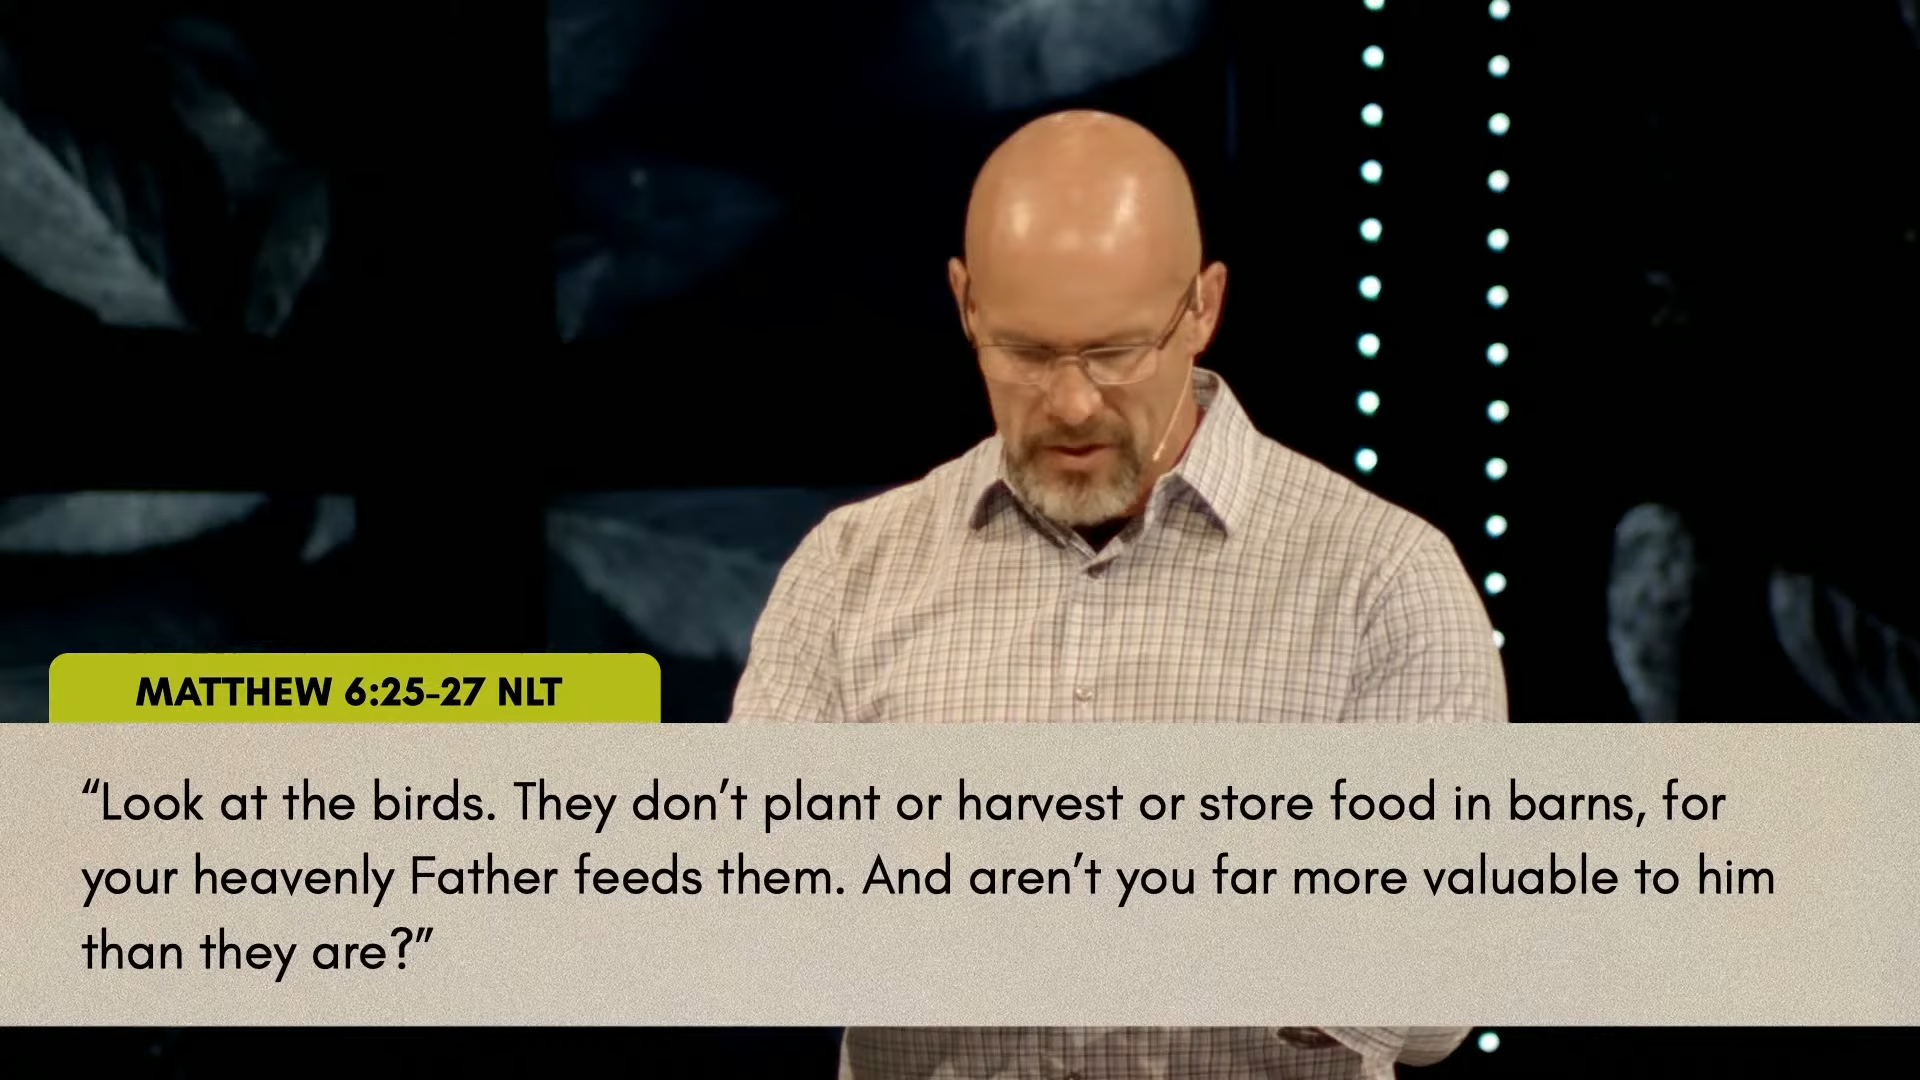 MATTHEW 6:25-27 NLT
“Look at the birds. They don’t plant or harvest or store food in barns, for
your heavenly Father feeds them. And aren’t you far more valuable to him
than they are?”